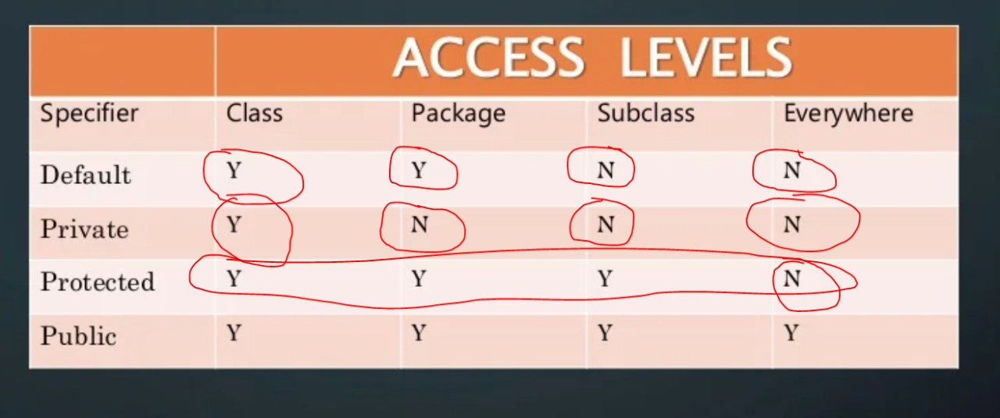 ACCESS LEVELS
Specifier Class Package Subclass Everywhere
Default Y Y N N
Private Y N N N
Protected Y Y Y N
Public Y Y Y Y